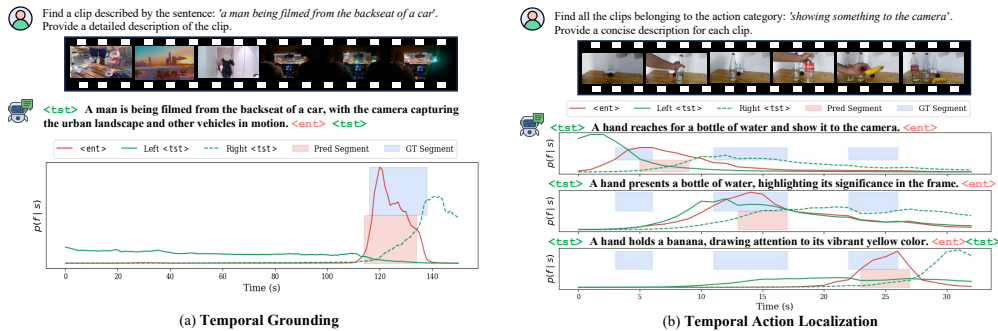 Find a clip described by the sentence: 'a man being filmed from the backseat of a car'.
Provide a detailed description of the clip.
<tst> A man is being filmed from the backseat of a car, with the camera capturing
the urban landscape and other vehicles in motion. <ent> <tst>
<ent> Left <tst> Right <tst> Pred Segment GT Segment
p(f | s)
0 20 40 60 80 100 120 140
Time (s)
(a) Temporal Grounding
Find all the clips belonging to the action category: 'showing something to the camera'.
Provide a concise description for each clip.
<ent> Left <tst> Right <tst> Pred Segment GT Segment
<tst> A hand reaches for a bottle of water and show it to the camera. <ent>
p(f | s)
<tst> A hand presents a bottle of water, highlighting its significance in the frame. <ent>
p(f | s)
<tst> A hand holds a banana, drawing attention to its vibrant yellow color. <ent><tst>
p(f | s)
0 5 10 15 20 25 30
Time (s)
(b) Temporal Action Localization